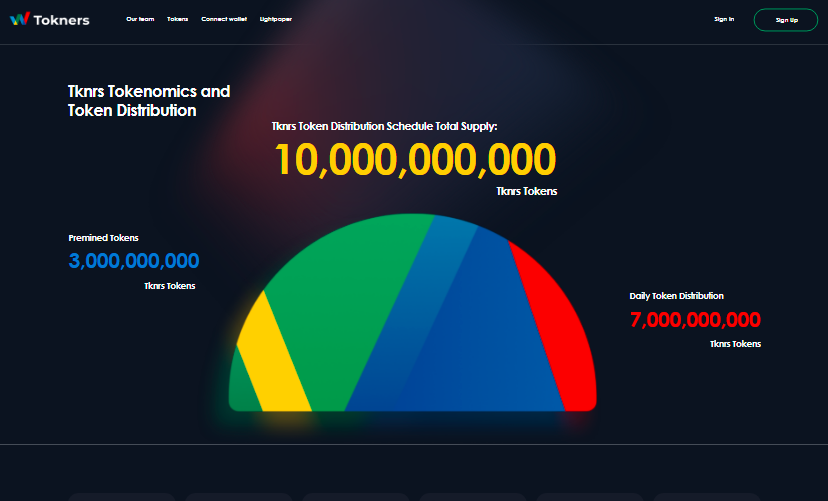 Tokners
Our team
Tokens
Connect wallet
Lightpaper
Sign In
Sign Up
Tknrs Tokenomics and
Token Distribution
Tknrs Token Distribution Schedule Total Supply:
10,000,000,000
Tknrs Tokens
Premined Tokens
3,000,000,000
Tknrs Tokens
Daily Token Distribution
7,000,000,000
Tknrs Tokens